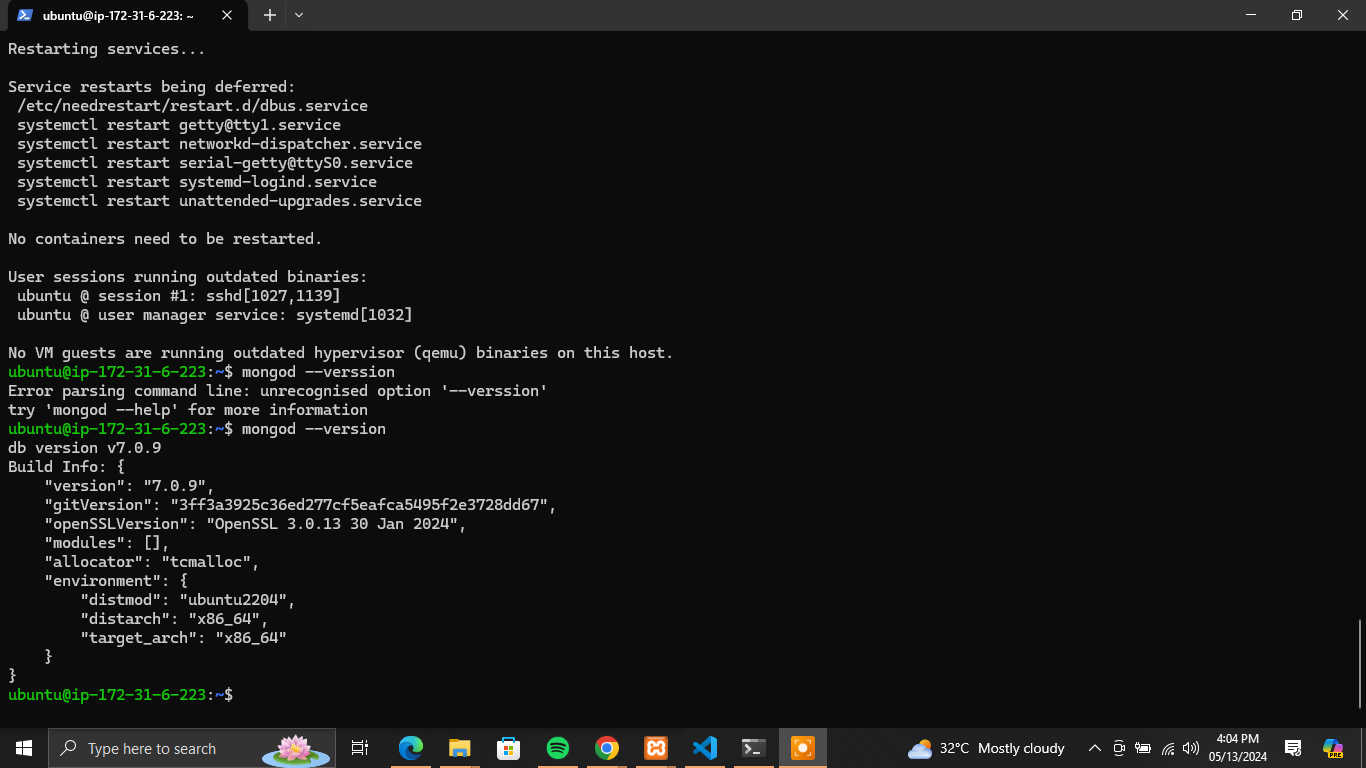 ubuntu@ip-172-31-6-223: ~
Restarting services...
Service restarts being deferred:
/etc/needrestart/restart.d/dbus.service
systemctl restart getty@tty1.service
systemctl restart networkd-dispatcher.service
systemctl restart serial-getty@ttyS0.service
systemctl restart systemd-logind.service
systemctl restart unattended-upgrades.service
No containers need to be restarted.
User sessions running outdated binaries:
ubuntu @ session #1: sshd[1027,1139]
ubuntu @ user manager service: systemd[1032]
No VM guests are running outdated hypervisor (qemu) binaries on this host.
ubuntu@ip-172-31-6-223:~$ mongod --verssion
Error parsing command line: unrecognised option '--verssion'
try 'mongod --help' for more information
ubuntu@ip-172-31-6-223:~$ mongod --version
db version v7.0.9
Build Info: {
    "version": "7.0.9",
    "gitVersion": "3ff3a3925c36ed277cf5eafca5495f2e3728dd67",
    "openSSLVersion": "OpenSSL 3.0.13 30 Jan 2024",
    "modules": [],
    "allocator": "tcmalloc",
    "environment": {
        "distmod": "ubuntu2204",
        "distarch": "x86_64",
        "target_arch": "x86_64"
    }
}
ubuntu@ip-172-31-6-223:~$
Type here to search
32°C Mostly cloudy
4:04 PM
05/13/2024
PRE